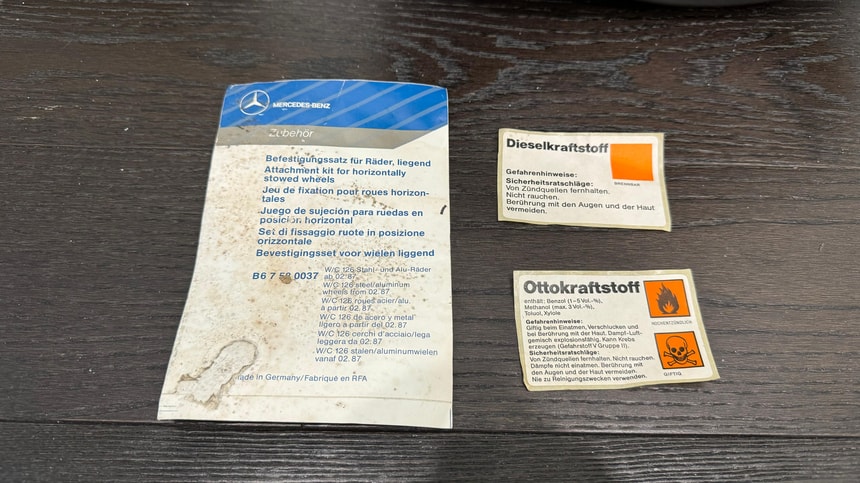 MERCEDES-BENZ
Zubehör
Befestigungssatz für Räder, liegend
Attachment kit for horizontally
stowed wheels
Jeu de fixation pour roues horizon-
tales
Juego de sujeción para ruedas en
posición horizontal
Set di fissaggio ruote in posizione
orizzontale
Bevestigingsset voor wielen liggend
B6 7 58 0037
W/C 126 Stahl- und Alu-Räder
ab 02.87
W/C 126 steel/aluminum
wheels from 02.87
W/C 126 roues acier/alu.
à partir 02.87
W/C 126 de acero y metal
ligero a partir del 02.87
W/C 126 cerchi d'acciaio/lega
leggera da 02.87
W/C 126 stalen/aluminumwielen
vanaf 02.87
ade in Germany/Fabriqué en RFA
Dieselkraftstoff
BRENNBAR
Gefahrenhinweise:
Sicherheitsratschläge:
Von Zündquellen fernhalten.
Nicht rauchen.
Berührung mit den Augen und der Haut
vermeiden.
Ottokraftstoff
enthält: Benzol (1–5 Vol.-%),
Methanol (max. 3 Vol.-%),
Toluol, Xylole
HOCHENTZÜNDLICH
Gefahrenhinweise:
Giftig beim Einatmen, Verschlucken und
bei Berührung mit der Haut. Dampf-Luft-
gemisch explosionsfähig. Kann Krebs
erzeugen (Gefahrstoff V Gruppe II).
Sicherheitsratschläge:
Von Zündquellen fernhalten. Nicht rauchen.
Dämpfe nicht einatmen. Berührung mit
den Augen und der Haut vermeiden.
Nie zu Reinigungszwecken verwenden.
GIFTIG